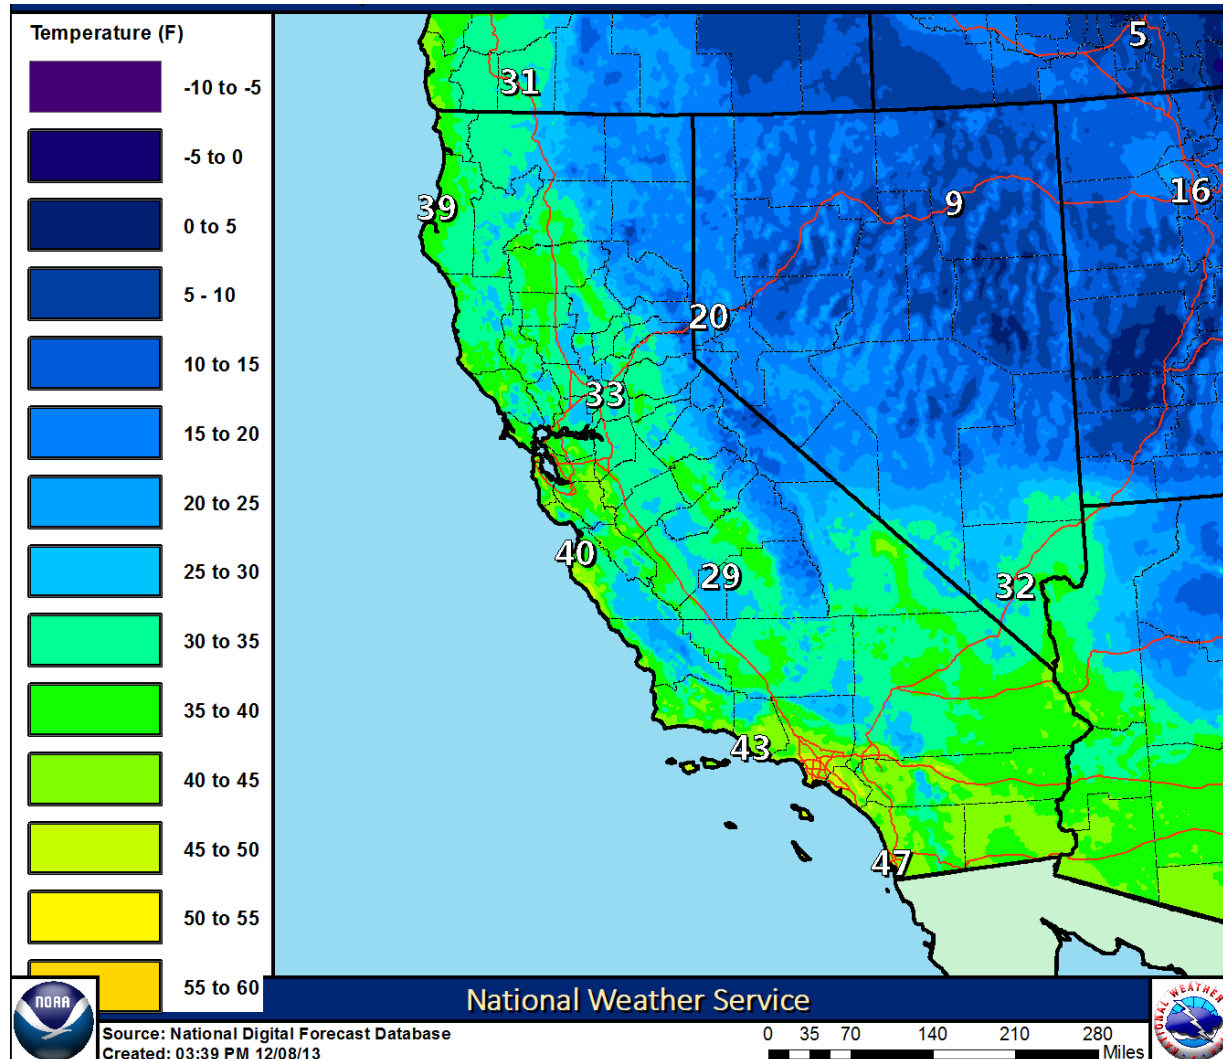 Temperature (F)
-10 to -5
-5 to 0
0 to 5
5 - 10
10 to 15
15 to 20
20 to 25
25 to 30
30 to 35
35 to 40
40 to 45
45 to 50
50 to 55
55 to 60
5
31
39
9
16
20
33
40
29
32
43
47
NOAA
National Weather Service
Source: National Digital Forecast Database
Created: 03:39 PM 12/08/13
0 35 70 140 210 280
Miles
NATIONAL WEATHER